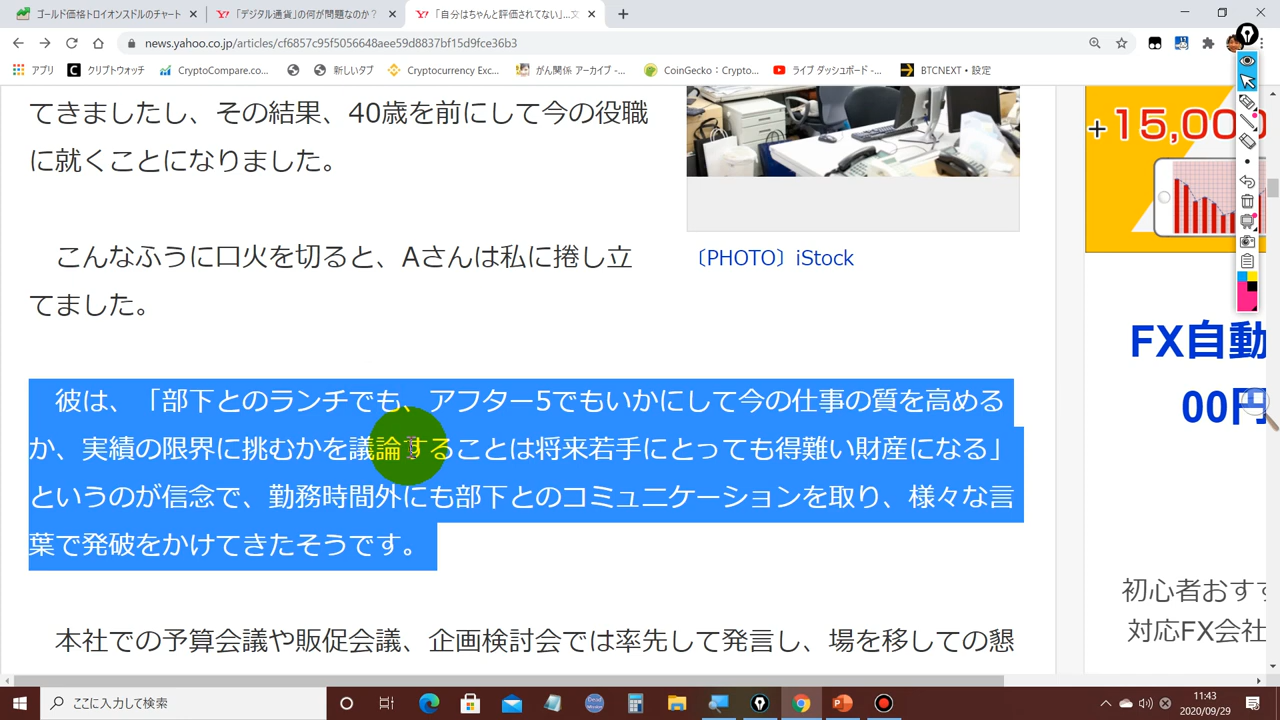 ゴールド価格トロイオンスドルのチャート
「デジタル通貨」の何が問題なのか?
「自分はちゃんと評価されてない」...文
news.yahoo.co.jp/articles/cf6857c95f5056648aee59d8837bf15d9fce36b3
アプリ
クリプトウォッチ
CryptoCompare.co...
新しいタブ
Cryptocurrency Exc...
がん関係 アーカイブ -...
CoinGecko：Crypto...
ライブ ダッシュボード -...
BTCNEXT・設定
てきましたし、その結果、40歳を前にして今の役職
に就くことになりました。
こんなふうに口火を切ると、Aさんは私に捲し立
てました。
〔PHOTO〕iStock
彼は、「部下とのランチでも、アフター5でもいかにして今の仕事の質を高める
か、実績の限界に挑むかを議論することは将来若手にとっても得難い財産になる」
というのが信念で、勤務時間外にも部下とのコミュニケーションを取り、様々な言
葉で発破をかけてきたそうです。
本社での予算会議や販促会議、企画検討会では率先して発言し、場を移しての懇
+15,00
FX自動
00円
初心者おす
対応FX会社
ここに入力して検索
11:43
2020/09/29